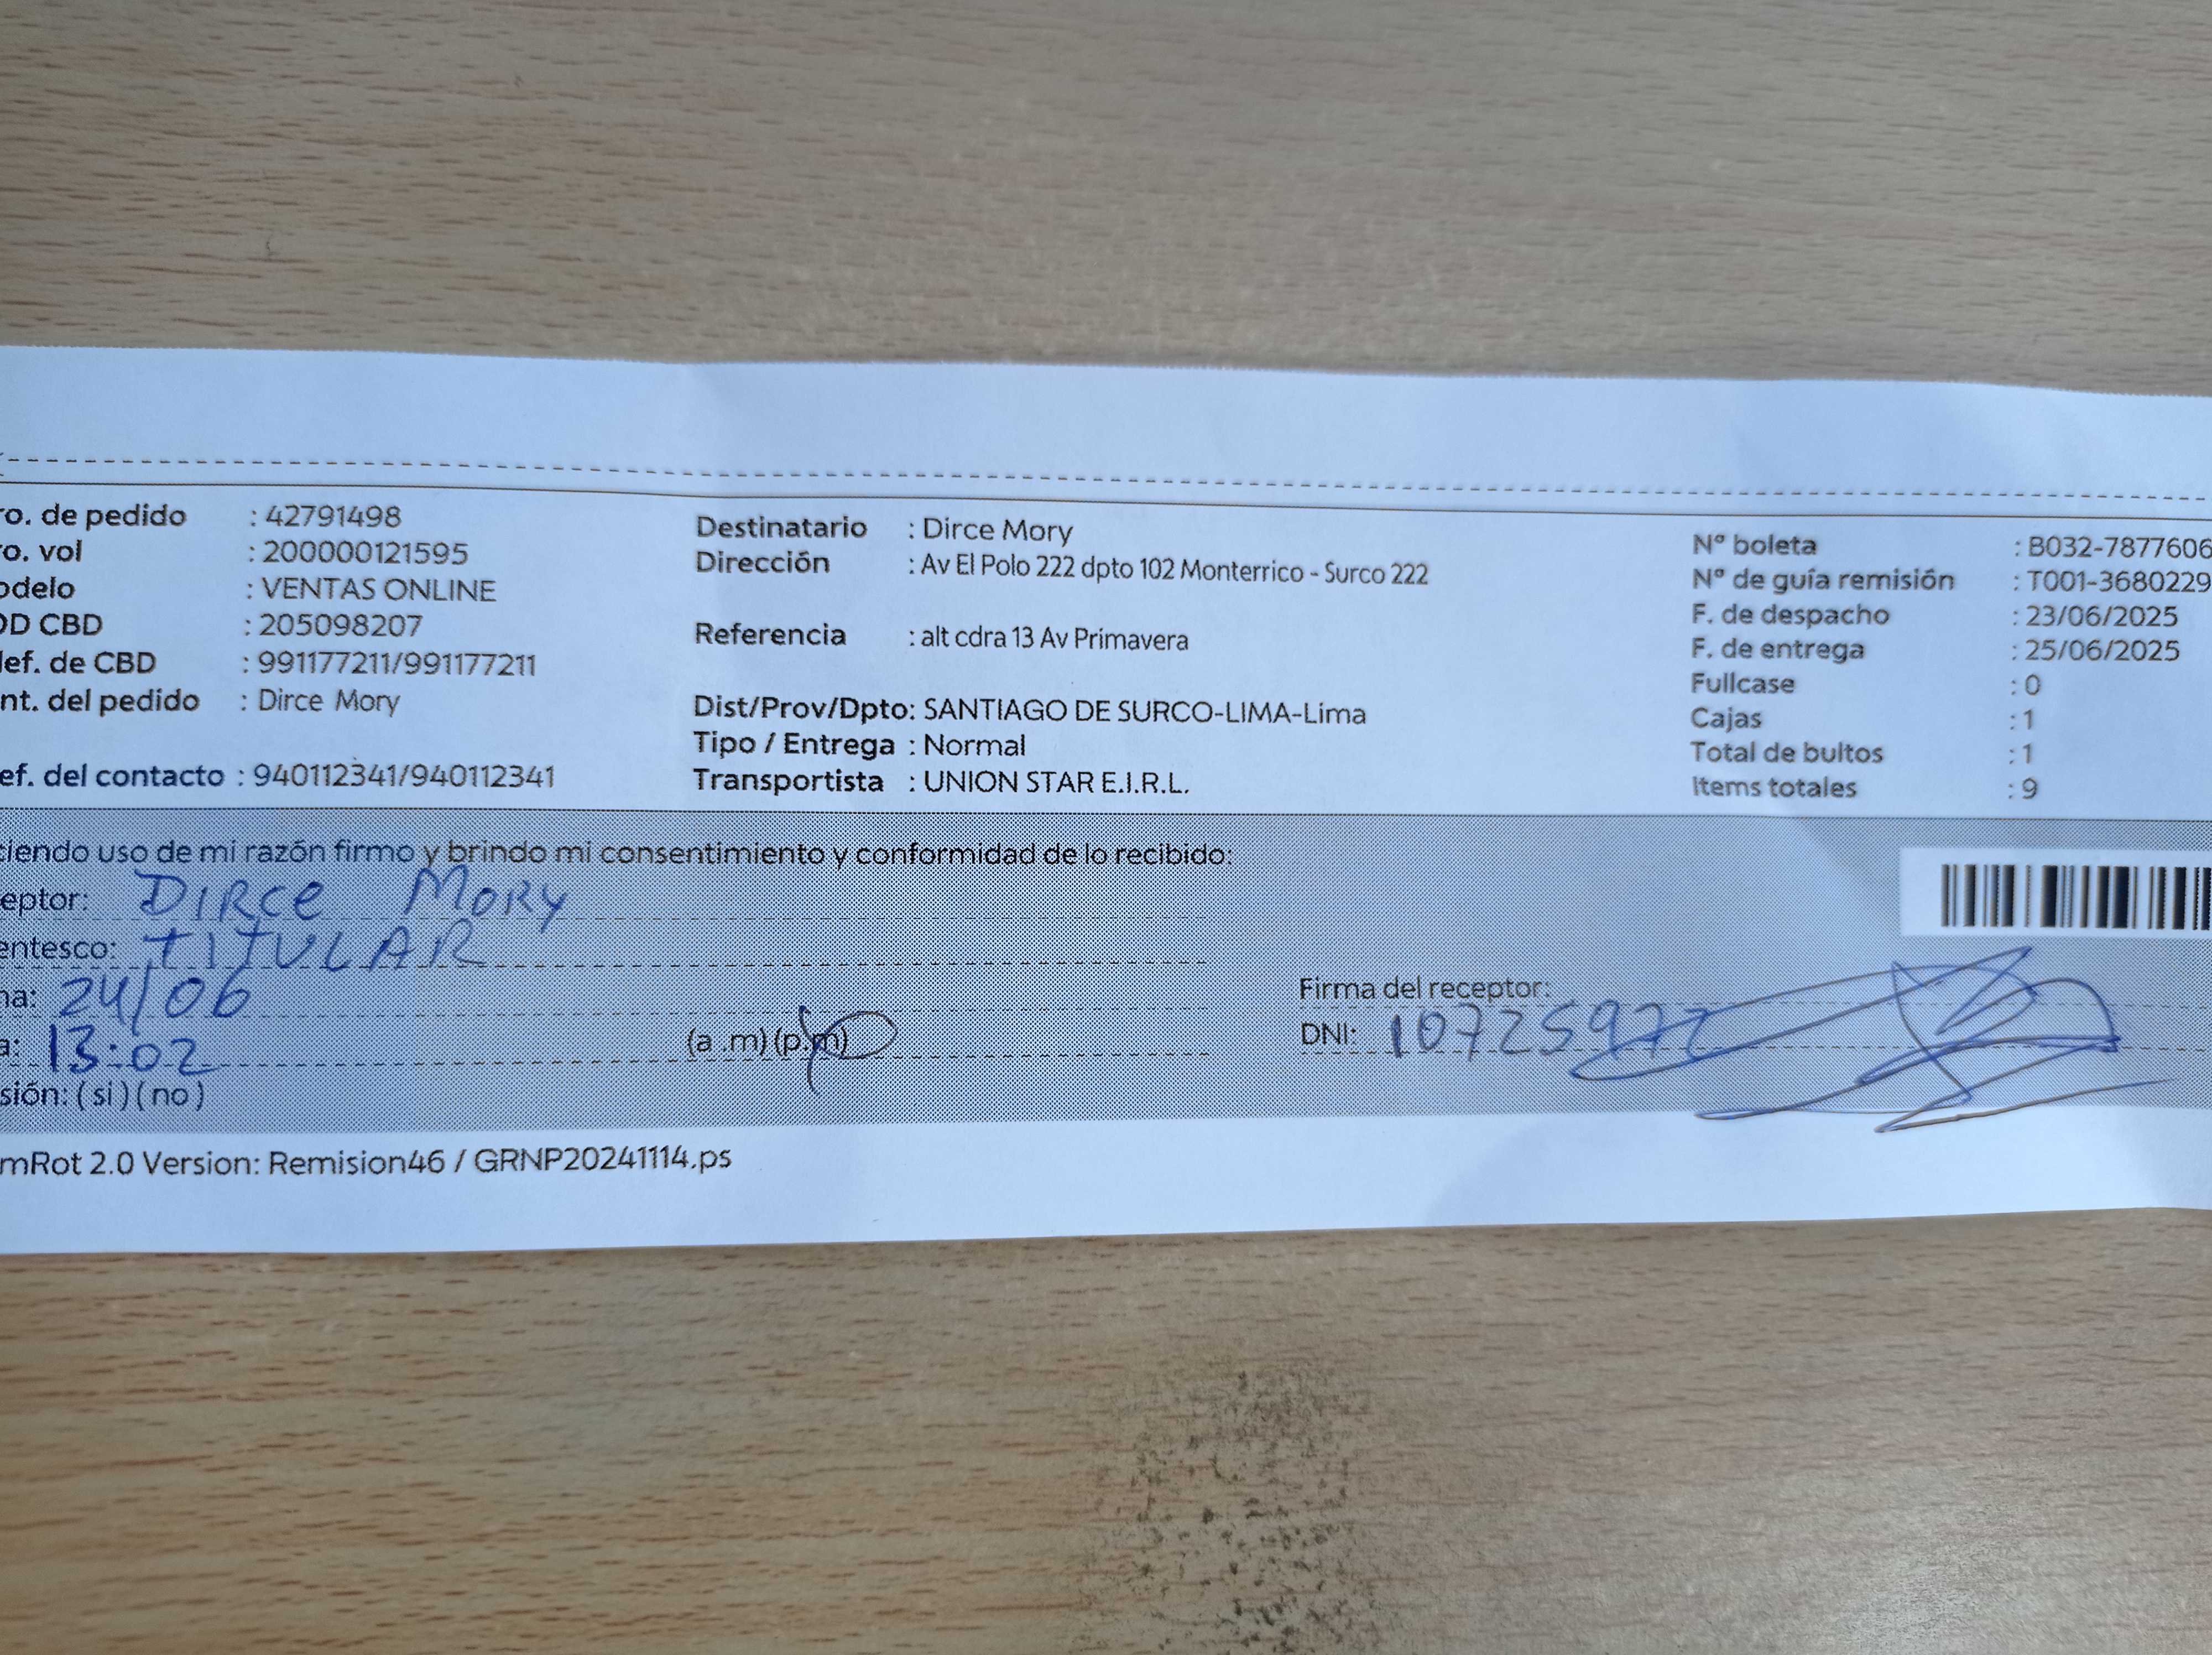 ro. de pedido : 42791498
ro. vol : 200000121595
odelo : VENTAS ONLINE
OD CBD : 205098207
lef. de CBD : 991177211/991177211
nt. del pedido : Dirce Mory
ef. del contacto : 940112341/940112341
Destinatario : Dirce Mory
Dirección : Av El Polo 222 dpto 102 Monterrico - Surco 222
Referencia : alt cdra 13 Av Primavera
Dist/Prov/Dpto: SANTIAGO DE SURCO-LIMA-Lima
Tipo / Entrega : Normal
Transportista : UNION STAR E.I.R.L.
N° boleta : B032-7877606
N° de guía remisión : T001-3680229
F. de despacho : 23/06/2025
F. de entrega : 25/06/2025
Fullcase : 0
Cajas : 1
Total de bultos : 1
Items totales : 9
ciendo uso de mi razón firmo y brindo mi consentimiento y conformidad de lo recibido:
eptor: DIRCE MORY
entesco: TITULAR
ha: 24/06
a: 13:02 (a .m) (p.m)
sión: ( si ) ( no )
Firma del receptor:
DNI: 10725972
mRot 2.0 Version: Remision46 / GRNP20241114.ps